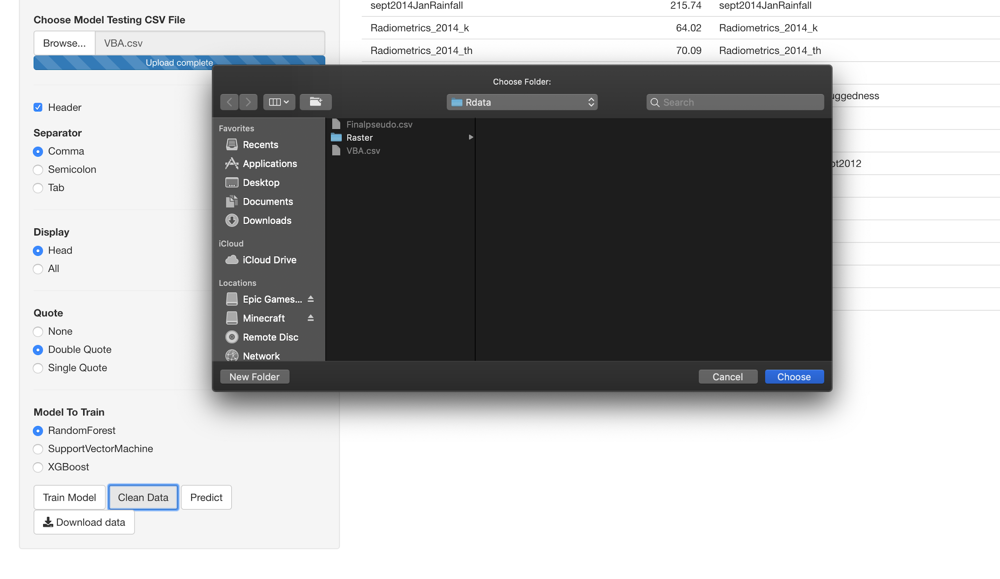 Choose Model Testing CSV File
Browse... VBA.csv
Upload complete
Header
Separator
Comma
Semicolon
Tab
Display
Head
All
Quote
None
Double Quote
Single Quote
Model To Train
RandomForest
SupportVectorMachine
XGBoost
Train Model Clean Data Predict
Download data
sept2014JanRainfall 215.74 sept2014JanRainfall
Radiometrics_2014_k 64.02 Radiometrics_2014_k
Radiometrics_2014_th 70.09 Radiometrics_2014_th
uggedness
pt2012
Choose Folder:
Rdata
Search
Favorites
Recents
Applications
Desktop
Documents
Downloads
iCloud
iCloud Drive
Locations
Epic Games...
Minecraft
Remote Disc
Network
Finalpseudo.csv
Raster
VBA.csv
New Folder Cancel Choose